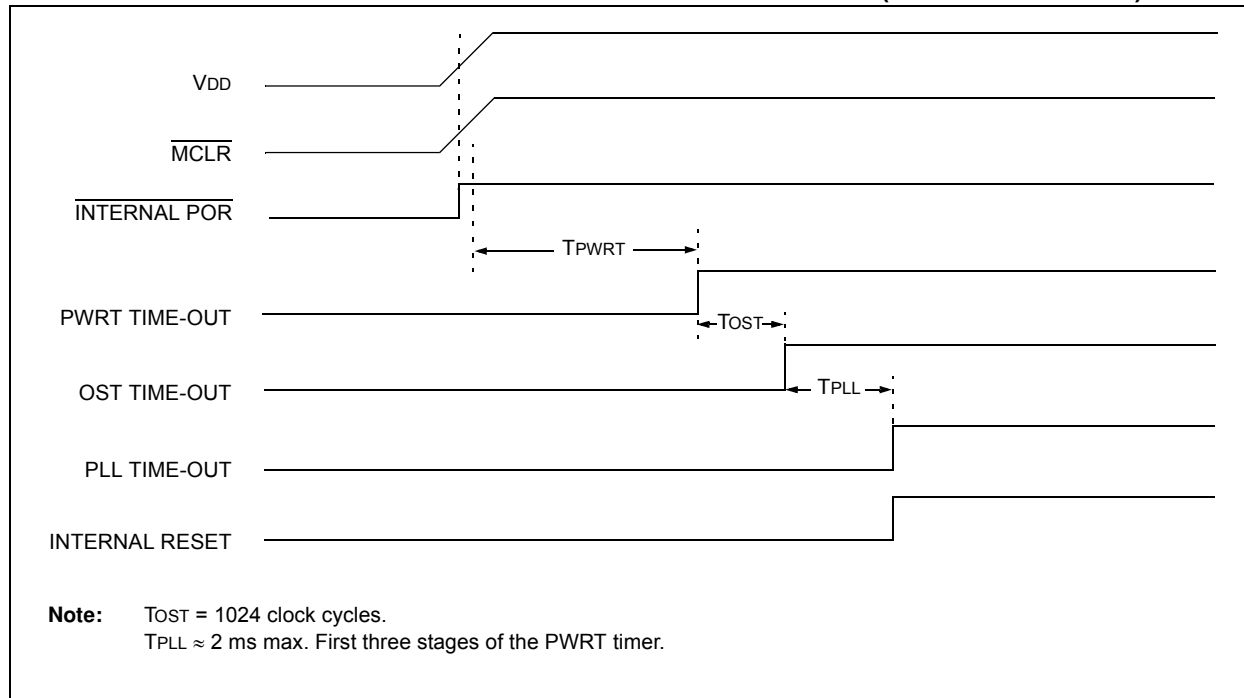 VDD
MCLR
INTERNAL POR
TPWRT
PWRT TIME-OUT
TOST
OST TIME-OUT
TPLL
PLL TIME-OUT
INTERNAL RESET
Note: TOST = 1024 clock cycles.
TPLL ≈ 2 ms max. First three stages of the PWRT timer.